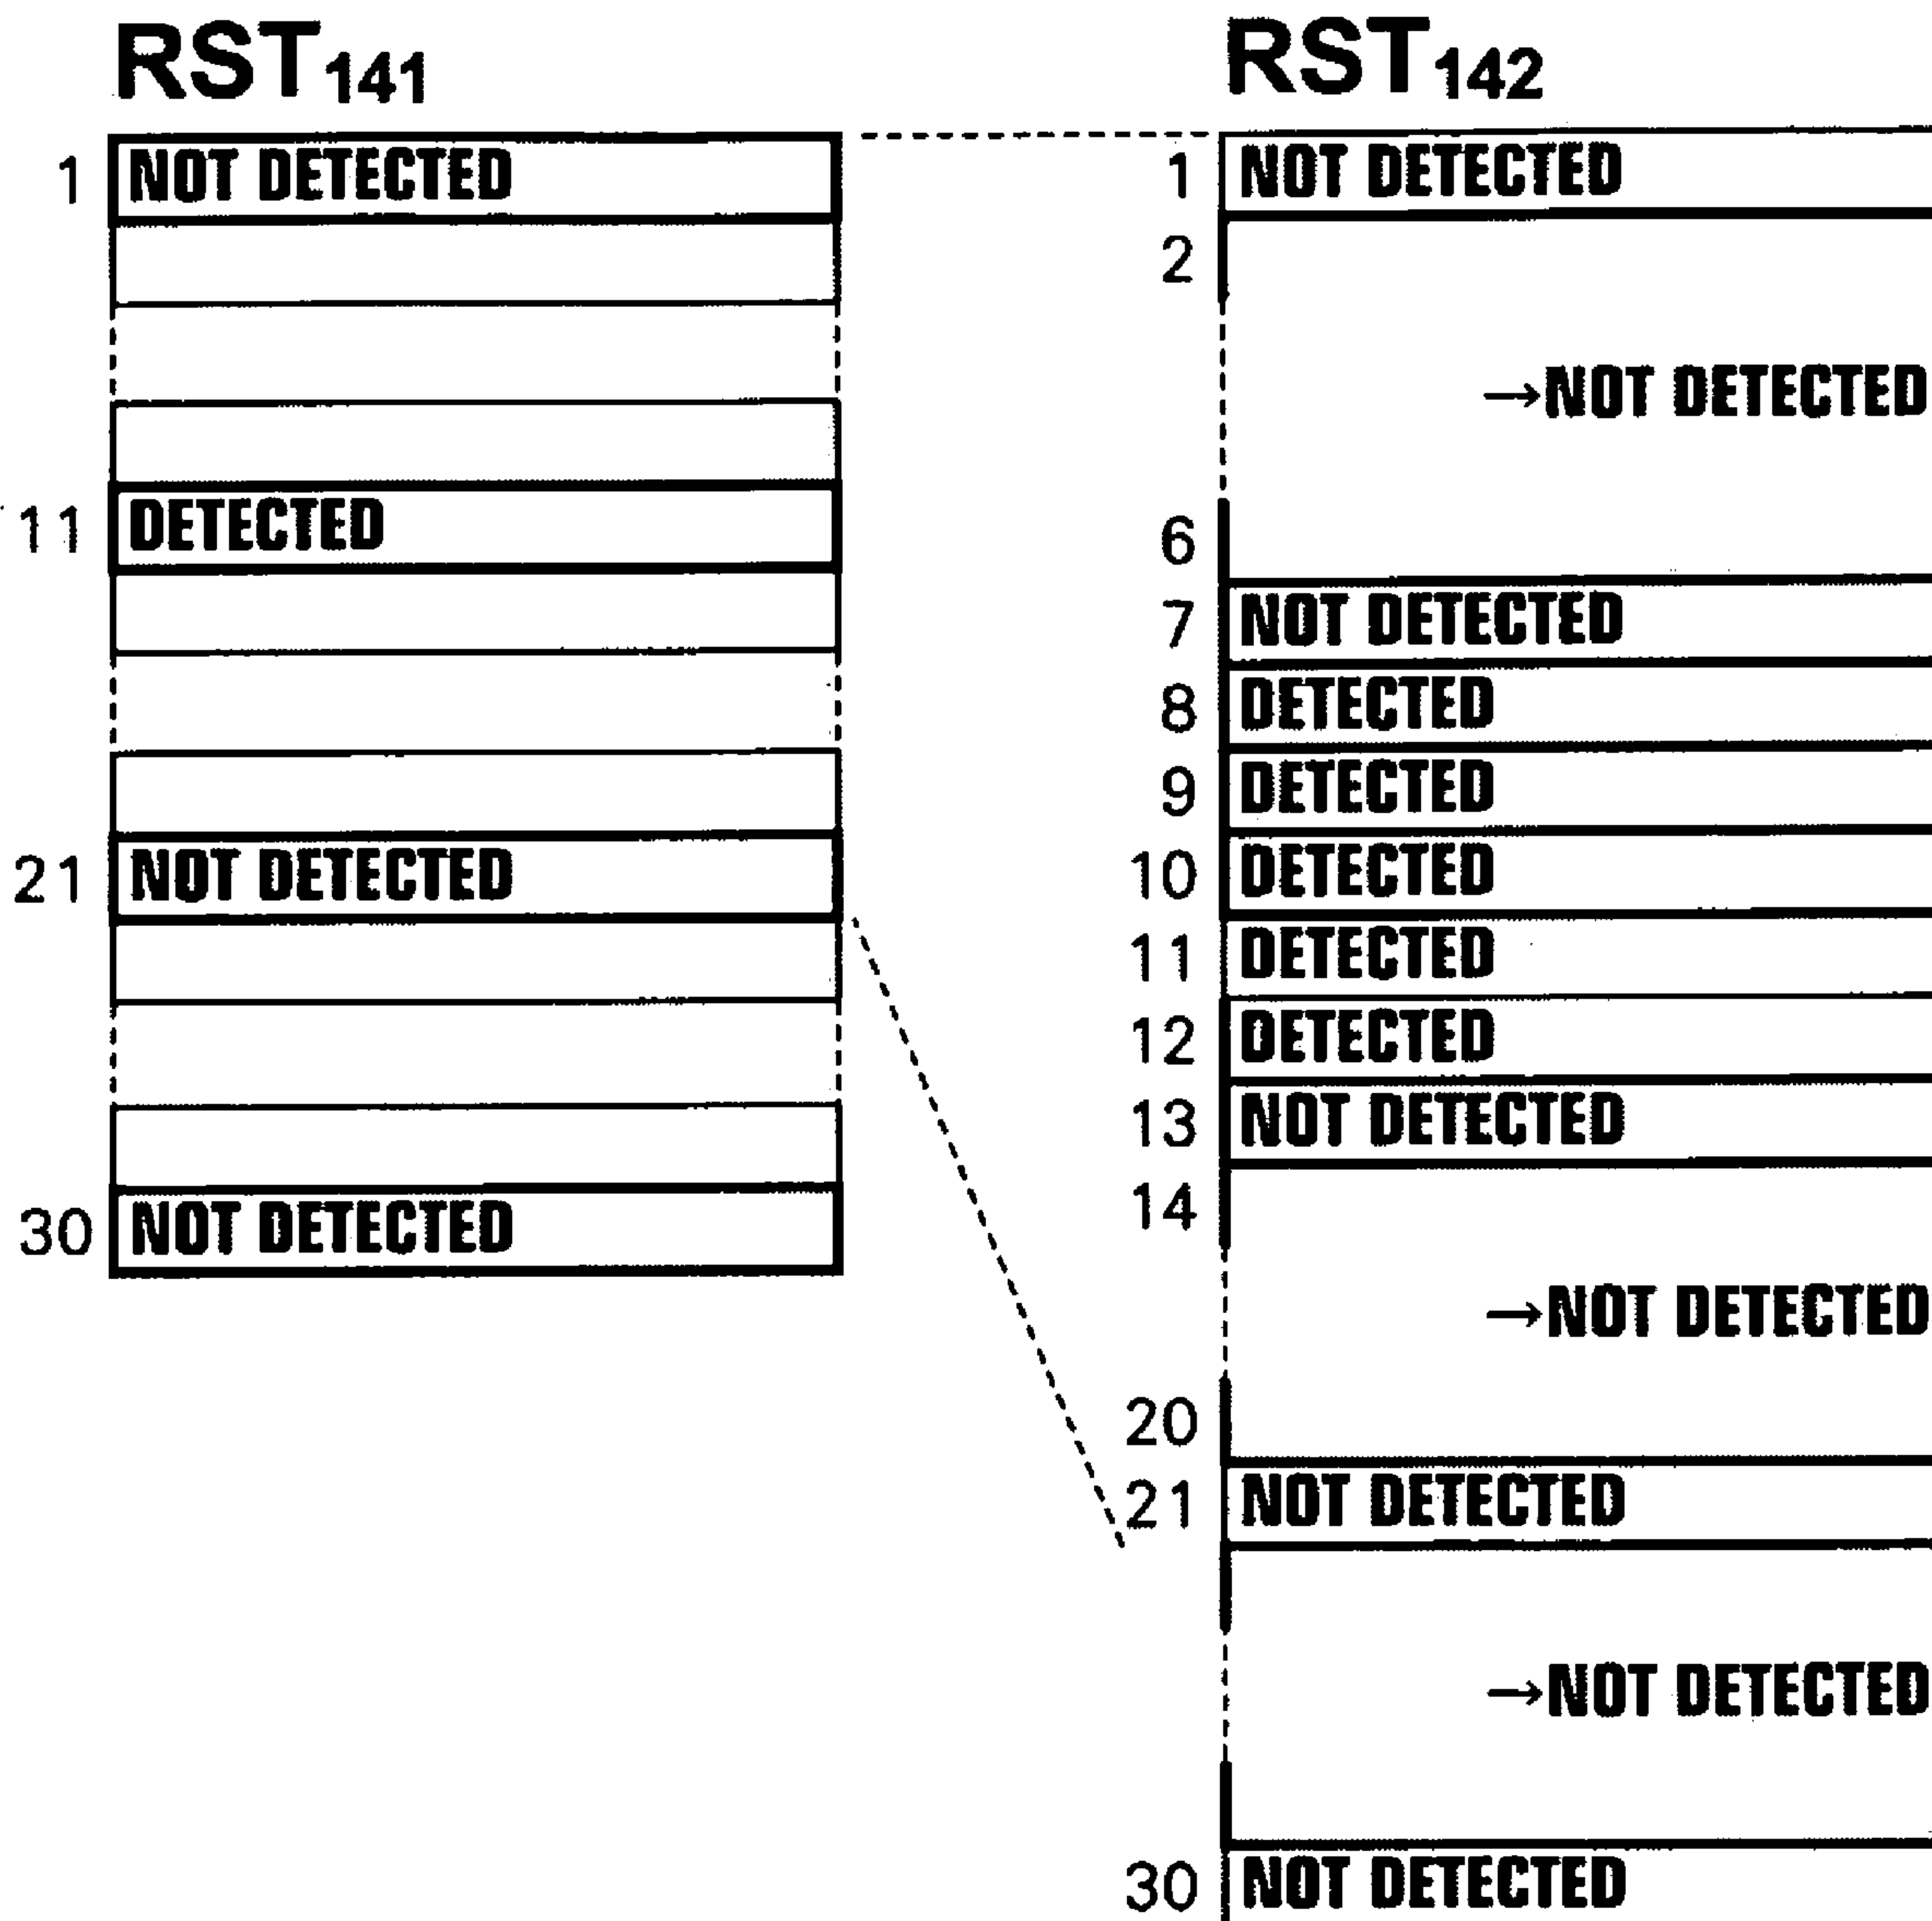 RST141
1 NOT DETECTED
11 DETECTED
21 NOT DETECTED
30 NOT DETECTED
RST142
1 NOT DETECTED
2
→NOT DETECTED
6
7 NOT DETECTED
8 DETECTED
9 DETECTED
10 DETECTED
11 DETECTED
12 DETECTED
13 NOT DETECTED
14
→NOT DETECTED
20
21 NOT DETECTED
→NOT DETECTED
30 NOT DETECTED